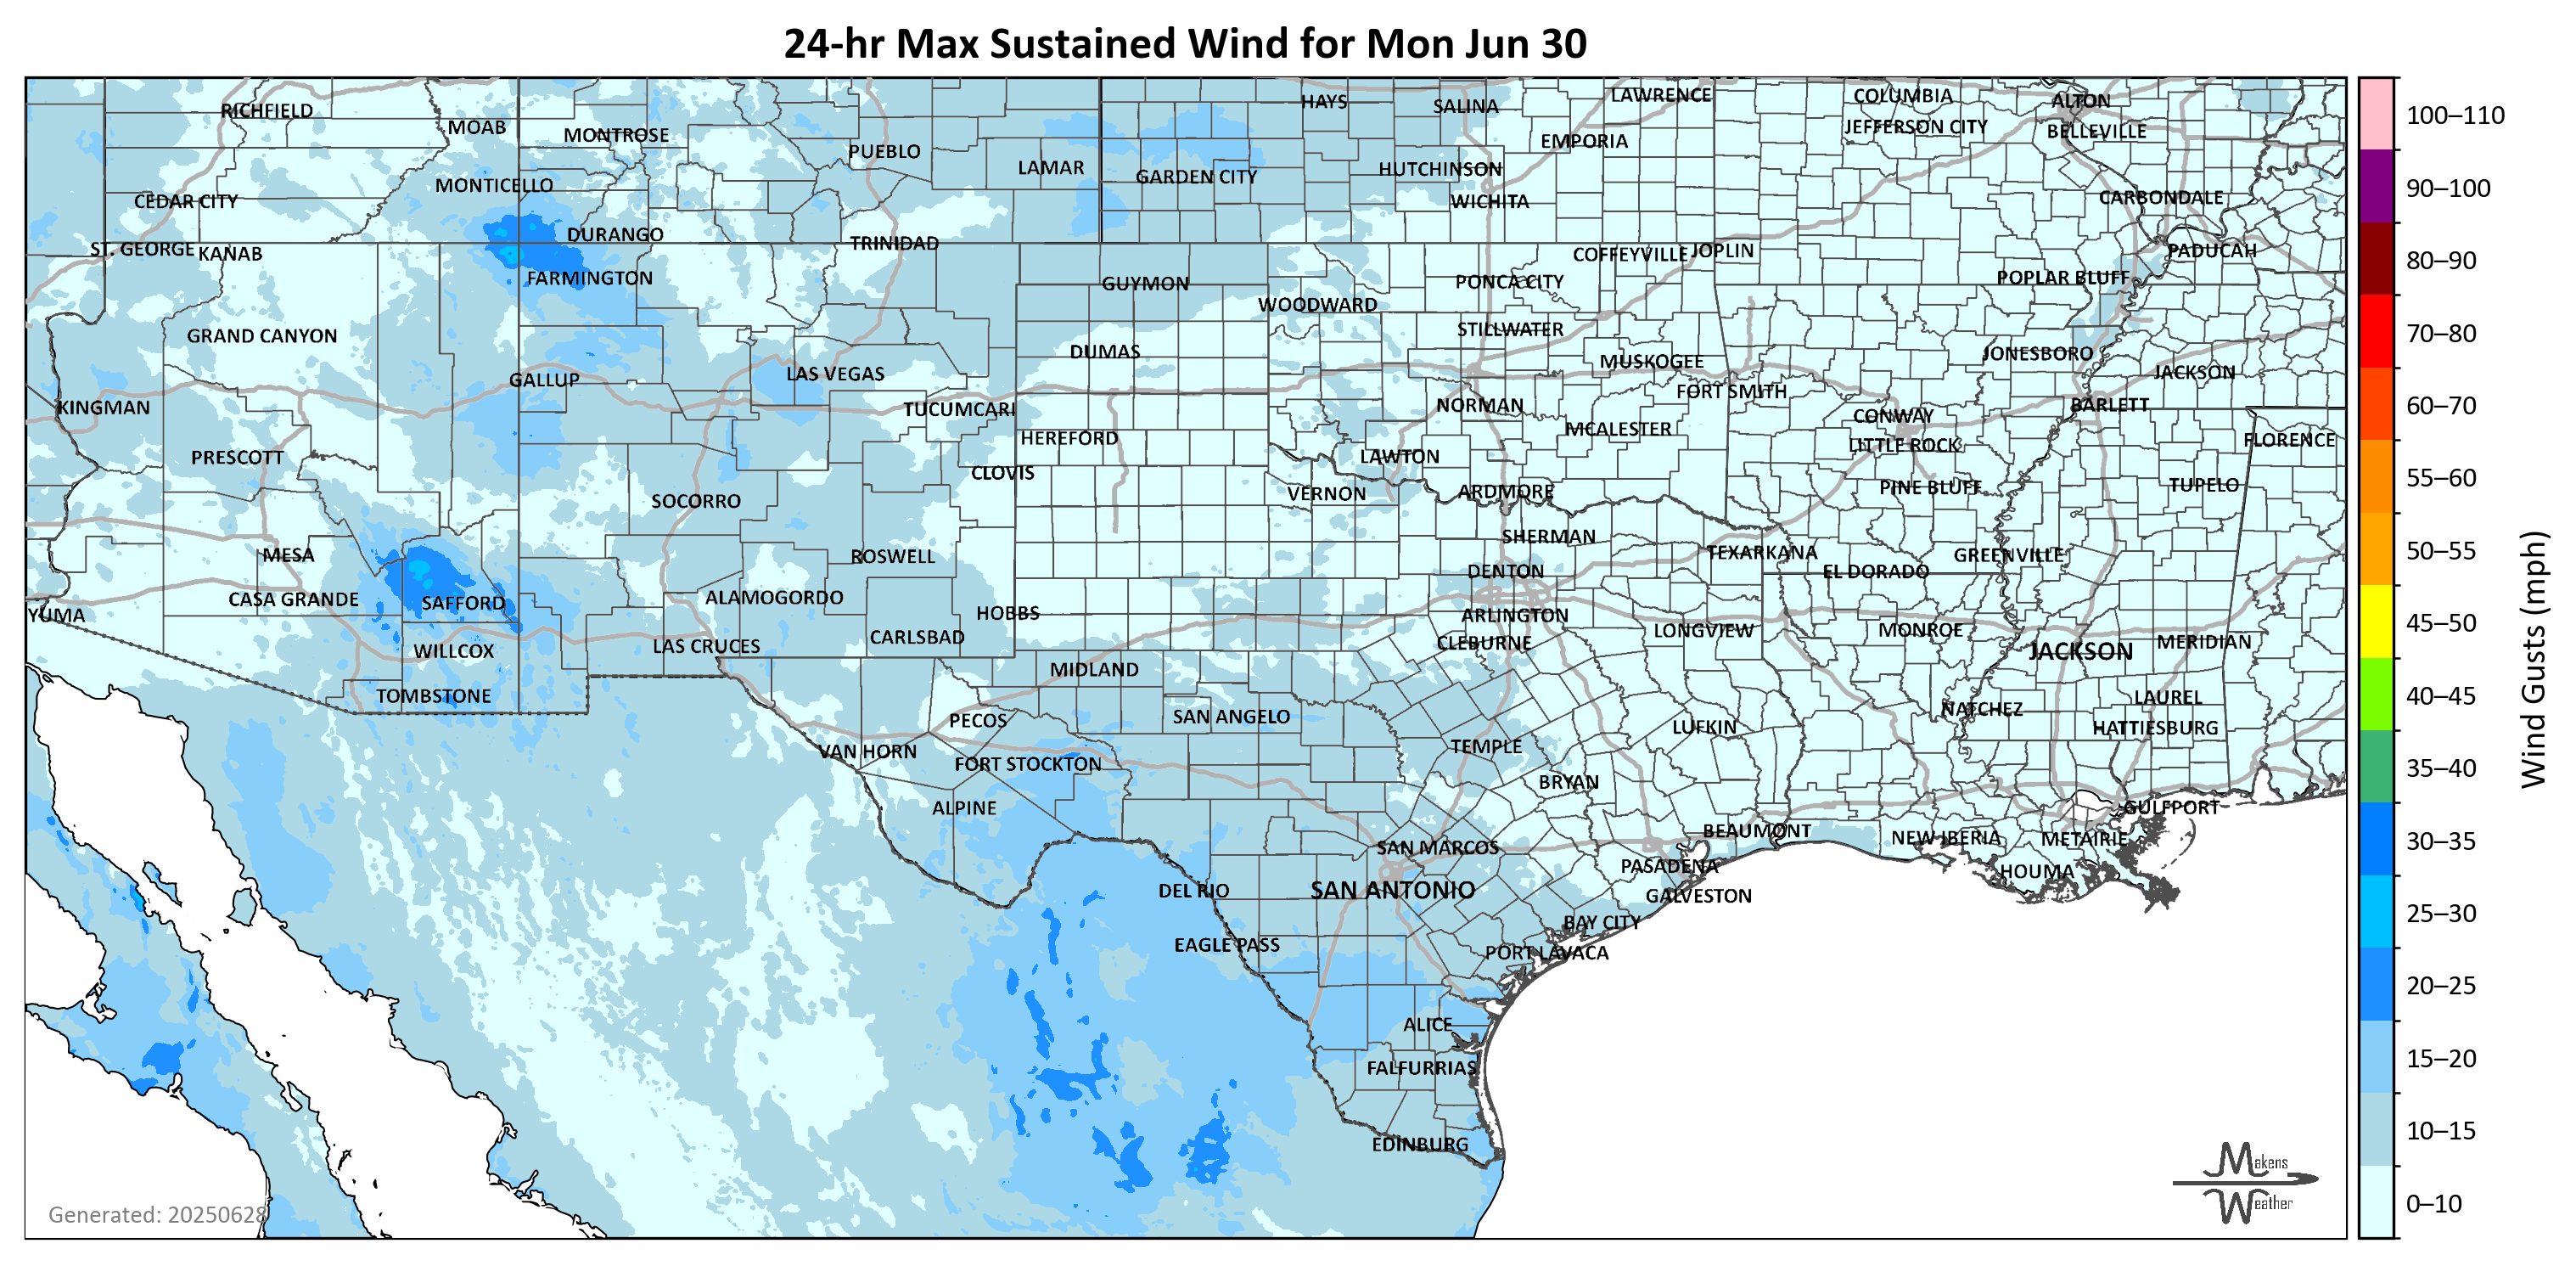 24-hr Max Sustained Wind for Mon Jun 30
RICHFIELD
MOAB
MONTROSE
PUEBLO
LAMAR
HAYS
SALINA
LAWRENCE
EMPORIA
COLUMBIA
JEFFERSON CITY
ALTON
BELLEVILLE
MONTICELLO
CEDAR CITY
GARDEN CITY
HUTCHINSON
WICHITA
CARBONDALE
ST. GEORGE
KANAB
DURANGO
FARMINGTON
TRINIDAD
GUYMON
WOODWARD
PONCA CITY
COFFEYVILLE
JOPLIN
POPLAR BLUFF
PADUCAH
GRAND CANYON
DUMAS
STILLWATER
MUSKOGEE
JONESBORO
KINGMAN
GALLUP
LAS VEGAS
TUCUMCARI
NORMAN
FORT SMITH
CONWAY
BARLETT
JACKSON
PRESCOTT
HEREFORD
CLOVIS
LAWTON
MCALESTER
LITTLE ROCK
FLORENCE
SOCORRO
VERNON
ARDMORE
PINE BLUFF
TUPELO
MESA
ROSWELL
SHERMAN
TEXARKANA
GREENVILLE
DENTON
EL DORADO
YUMA
CASA GRANDE
SAFFORD
ALAMOGORDO
HOBBS
ARLINGTON
CLEBURNE
LONGVIEW
MONROE
JACKSON
MERIDIAN
WILLCOX
LAS CRUCES
CARLSBAD
MIDLAND
TOMBSTONE
PECOS
SAN ANGELO
LUFKIN
NATCHEZ
LAUREL
HATTIESBURG
VAN HORN
FORT STOCKTON
TEMPLE
BRYAN
ALPINE
GULFPORT
BEAUMONT
NEW IBERIA
METAIRIE
SAN MARCOS
PASADENA
HOUMA
DEL RIO
SAN ANTONIO
GALVESTON
BAY CITY
EAGLE PASS
PORT LAVACA
ALICE
FALFURRIAS
EDINBURG
Generated: 20250628
Makens
Weather
100–110
90–100
80–90
70–80
60–70
55–60
50–55
45–50
40–45
35–40
30–35
25–30
20–25
15–20
10–15
0–10
Wind Gusts (mph)